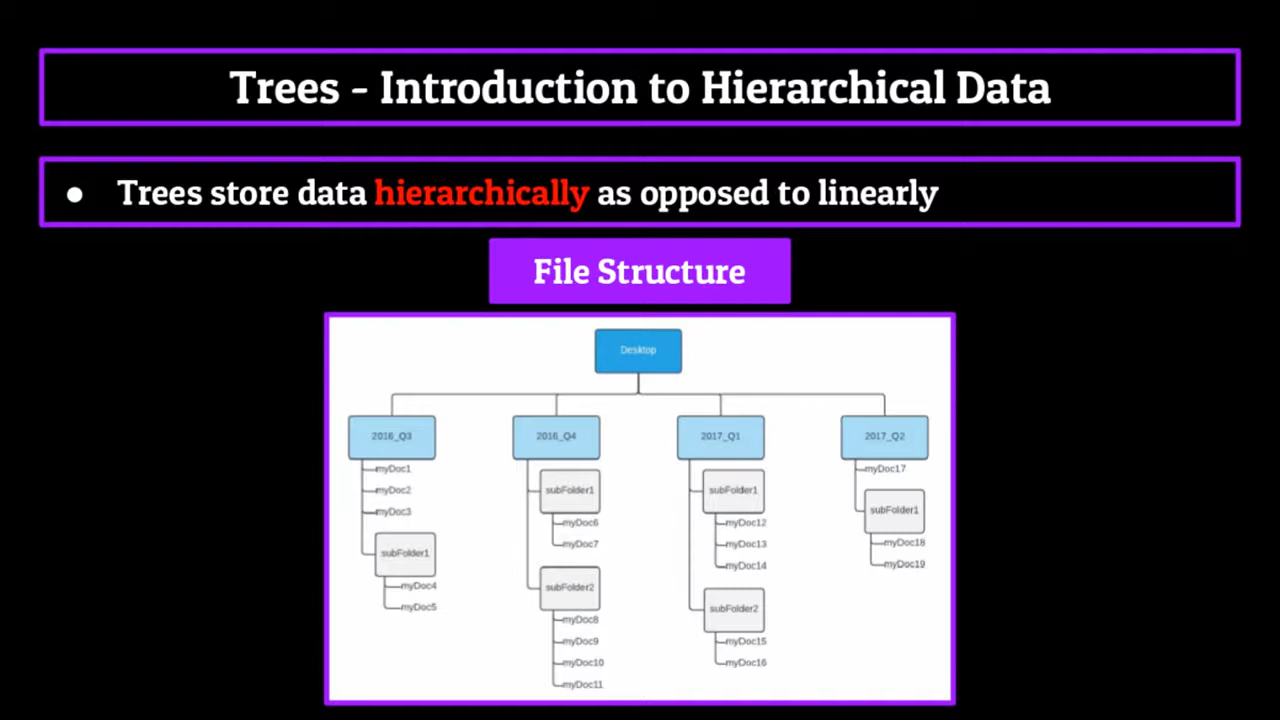 Trees - Introduction to Hierarchical Data
● Trees store data hierarchically as opposed to linearly
File Structure
Desktop
2016_Q3
myDoc1
myDoc2
myDoc3
subFolder1
myDoc4
myDoc5
2016_Q4
subFolder1
myDoc6
myDoc7
subFolder2
myDoc8
myDoc9
myDoc10
myDoc11
2017_Q1
subFolder1
myDoc12
myDoc13
myDoc14
subFolder2
myDoc15
myDoc16
2017_Q2
myDoc17
subFolder1
myDoc18
myDoc19